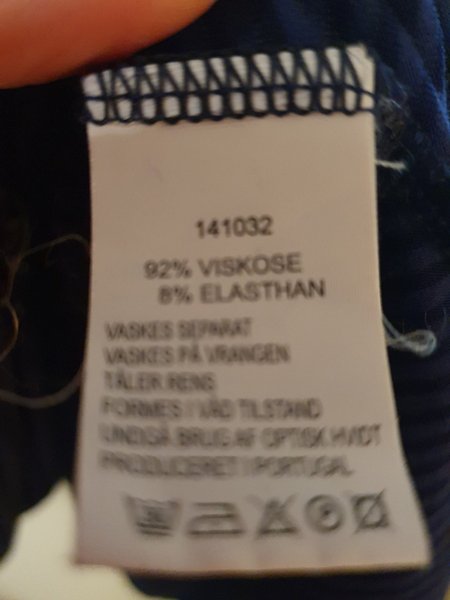 141032
92% VISKOSE
8% ELASTHAN
VASKES SEPARAT
VASKES PÅ VRANGEN
TÅLER RENS
FORMES I VÅD TILSTAND
UNDGÅ BRUG AF OPTISK HVIDT
PRODUCERET I PORTUGAL